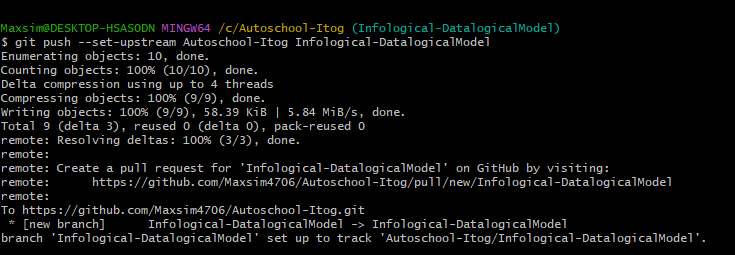 Maxsim@DESKTOP-HSASODN MINGW64 /c/Autoschool-Itog (Infological-DatalogicalModel)
$ git push --set-upstream Autoschool-Itog Infological-DatalogicalModel
Enumerating objects: 10, done.
Counting objects: 100% (10/10), done.
Delta compression using up to 4 threads
Compressing objects: 100% (9/9), done.
Writing objects: 100% (9/9), 58.39 KiB | 5.84 MiB/s, done.
Total 9 (delta 3), reused 0 (delta 0), pack-reused 0
remote: Resolving deltas: 100% (3/3), done.
remote:
remote: Create a pull request for 'Infological-DatalogicalModel' on GitHub by visiting:
remote:      https://github.com/Maxsim4706/Autoschool-Itog/pull/new/Infological-DatalogicalModel
remote:
To https://github.com/Maxsim4706/Autoschool-Itog.git
 * [new branch]      Infological-DatalogicalModel -> Infological-DatalogicalModel
branch 'Infological-DatalogicalModel' set up to track 'Autoschool-Itog/Infological-DatalogicalModel'.